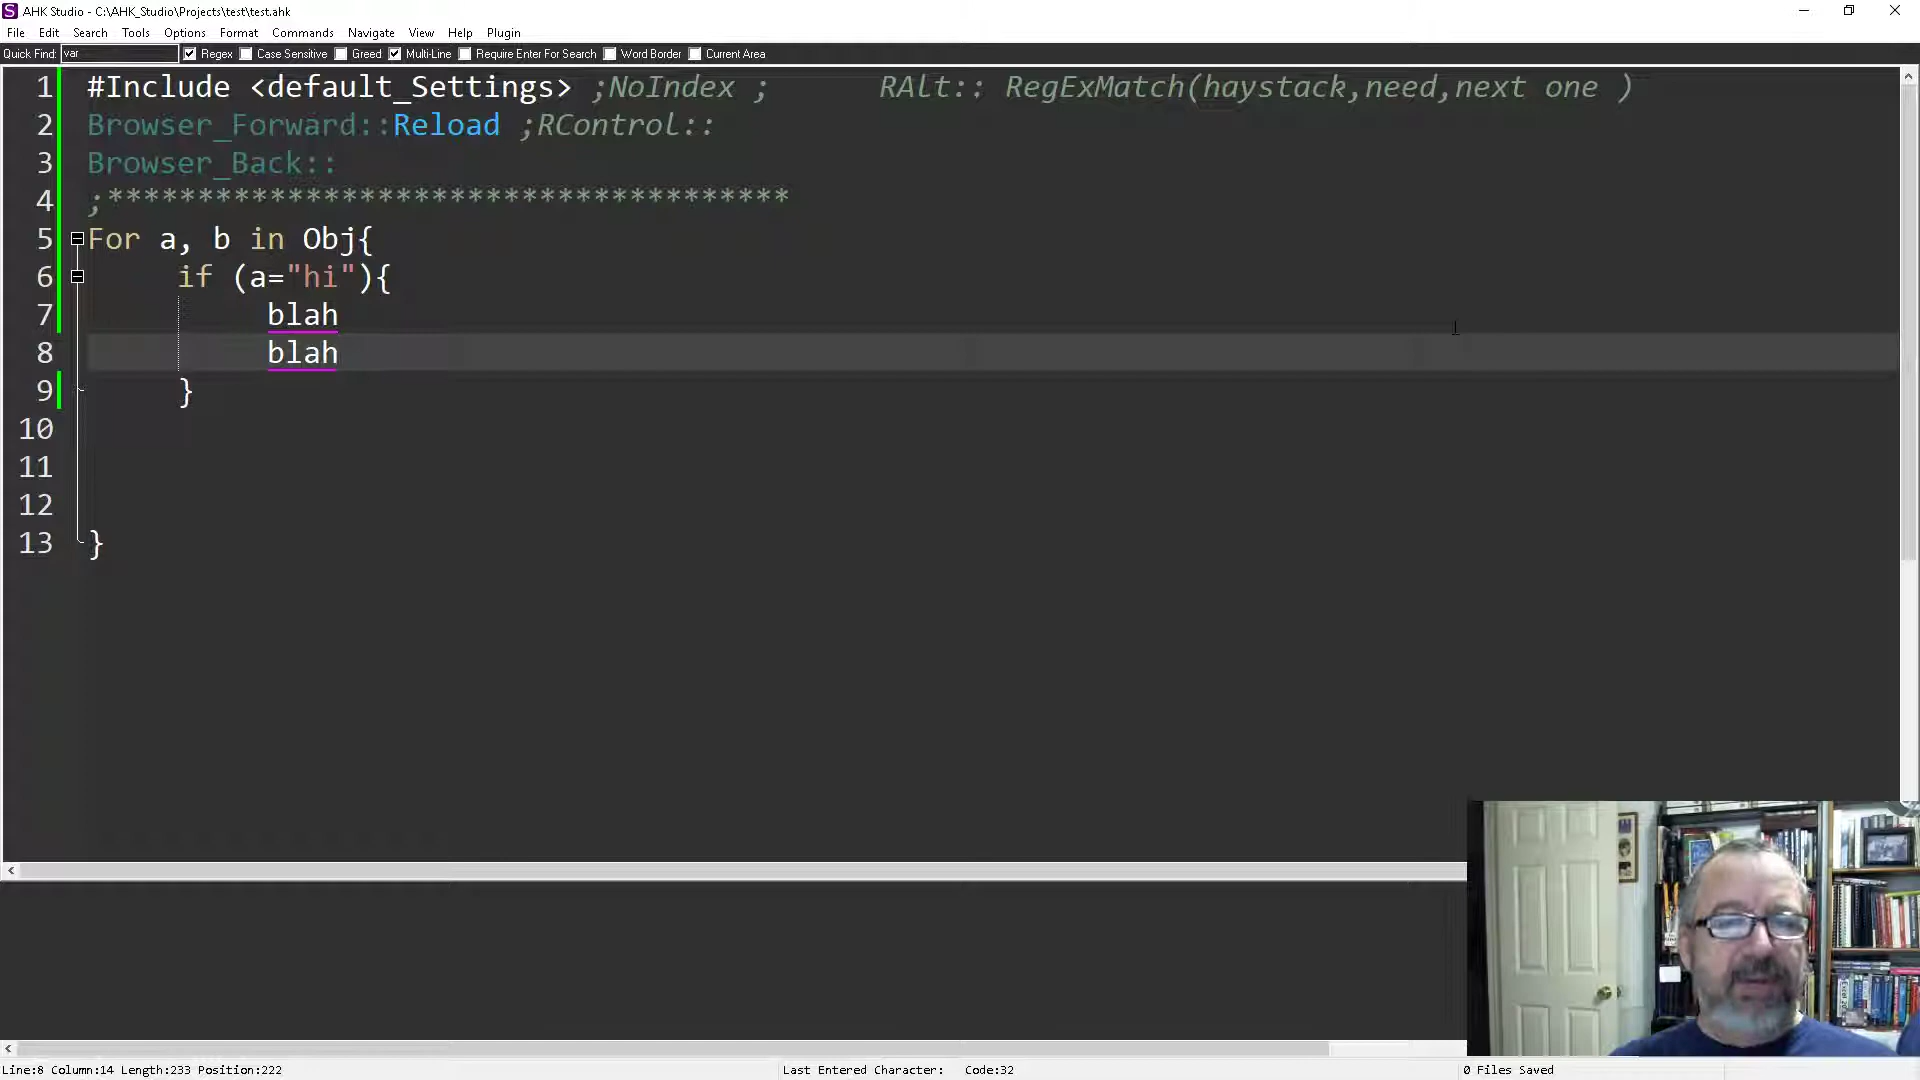 AHK Studio - C:\AHK_Studio\Projects\test\test.ahk
File Edit Search Tools Options Format Commands Navigate View Help Plugin
Quick Find: var Regex Case Sensitive Greed Multi-Line Require Enter For Search Word Border Current Area
1 #Include <default_Settings> ;NoIndex ; RAlt:: RegExMatch(haystack,need,next one )
2 Browser_Forward::Reload ;RControl::
3 Browser_Back::
4 ;**************************************
5 For a, b in Obj{
6 if (a="hi"){
7 blah
8 blah
9 }
10
11
12
13 }
Line:8 Column:14 Length:233 Position:222 Last Entered Character: Code:32 0 Files Saved